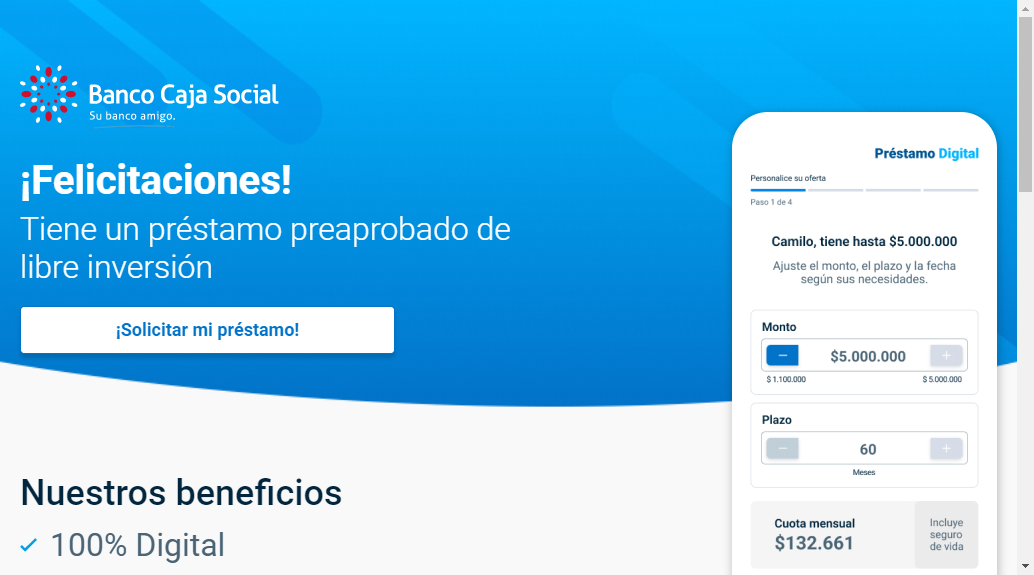 Banco Caja Social
Su banco amigo.
¡Felicitaciones!
Tiene un préstamo preaprobado de
libre inversión
¡Solicitar mi préstamo!
Nuestros beneficios
100% Digital
Préstamo Digital
Personalice su oferta
Paso 1 de 4
Camilo, tiene hasta $5.000.000
Ajuste el monto, el plazo y la fecha
según sus necesidades.
Monto
− $5.000.000 +
$ 1.100.000 $ 5.000.000
Plazo
− 60 +
Meses
Cuota mensual
$132.661
Incluye
seguro
de vida